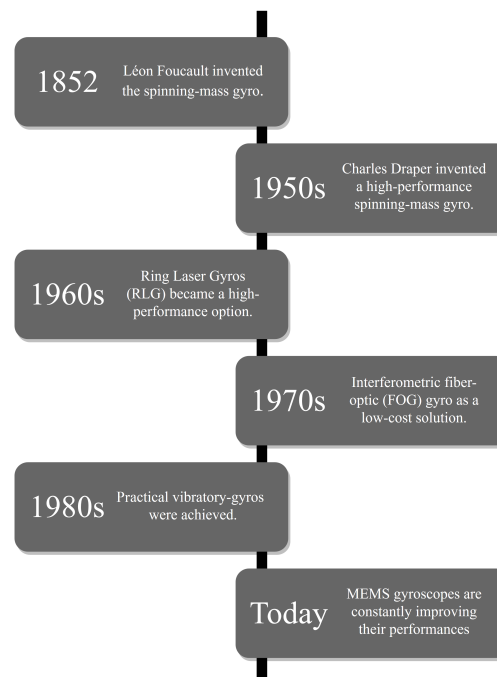 1852
Léon Foucault invented
the spinning-mass gyro.
1950s
Charles Draper invented
a high-performance
spinning-mass gyro.
1960s
Ring Laser Gyros
(RLG) became a high-
performance option.
1970s
Interferometric fiber-
optic (FOG) gyro as a
low-cost solution.
1980s
Practical vibratory-gyros
were achieved.
Today
MEMS gyroscopes are
constantly improving
their performances